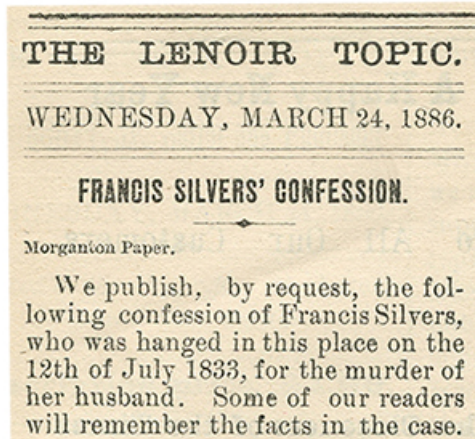 THE LENOIR TOPIC.
WEDNESDAY, MARCH 24, 1886.
FRANCIS SILVERS' CONFESSION.
Morganton Paper.
We publish, by request, the fol-
lowing confession of Francis Silvers,
who was hanged in this place on the
12th of July 1833, for the murder of
her husband. Some of our readers
will remember the facts in the case.